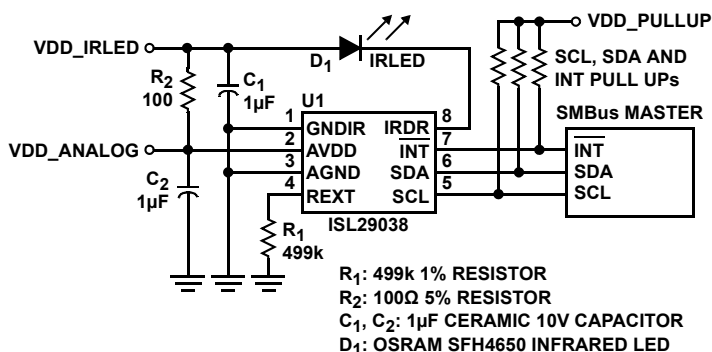 VDD_PULLUP
VDD_IRLED
D1
IRLED
SCL, SDA AND
INT PULL UPs
R2
100
C1
1µF
U1
SMBus MASTER
1
GNDIR
IRDR
8
2
AVDD
INT
7
INT
VDD_ANALOG
3
AGND
SDA
6
SDA
4
REXT
SCL
5
SCL
C2
1µF
ISL29038
R1
499k
R1: 499k 1% RESISTOR
R2: 100Ω 5% RESISTOR
C1, C2: 1µF CERAMIC 10V CAPACITOR
D1: OSRAM SFH4650 INFRARED LED